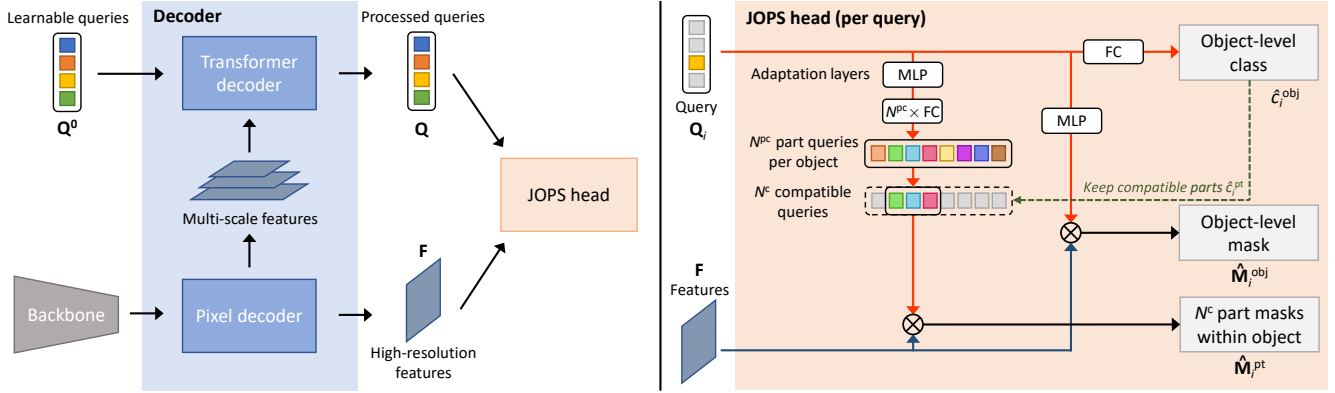 Learnable queries
Q⁰
Decoder
Transformer
decoder
Processed queries
Q
Multi-scale features
JOPS head
Backbone
Pixel decoder
F
High-resolution
features
Query
Qᵢ
JOPS head (per query)
FC
Object-level
class
ĉᵢᵒᵇʲ
Adaptation layers
MLP
Nᵖᶜ× FC
MLP
Nᵖᶜ part queries
per object
Nᶜ compatible
queries
Keep compatible parts ĉᵢᵖᵗ
Object-level
mask
M̂ᵢᵒᵇʲ
F
Features
Nᶜ part masks
within object
M̂ᵢᵖᵗ